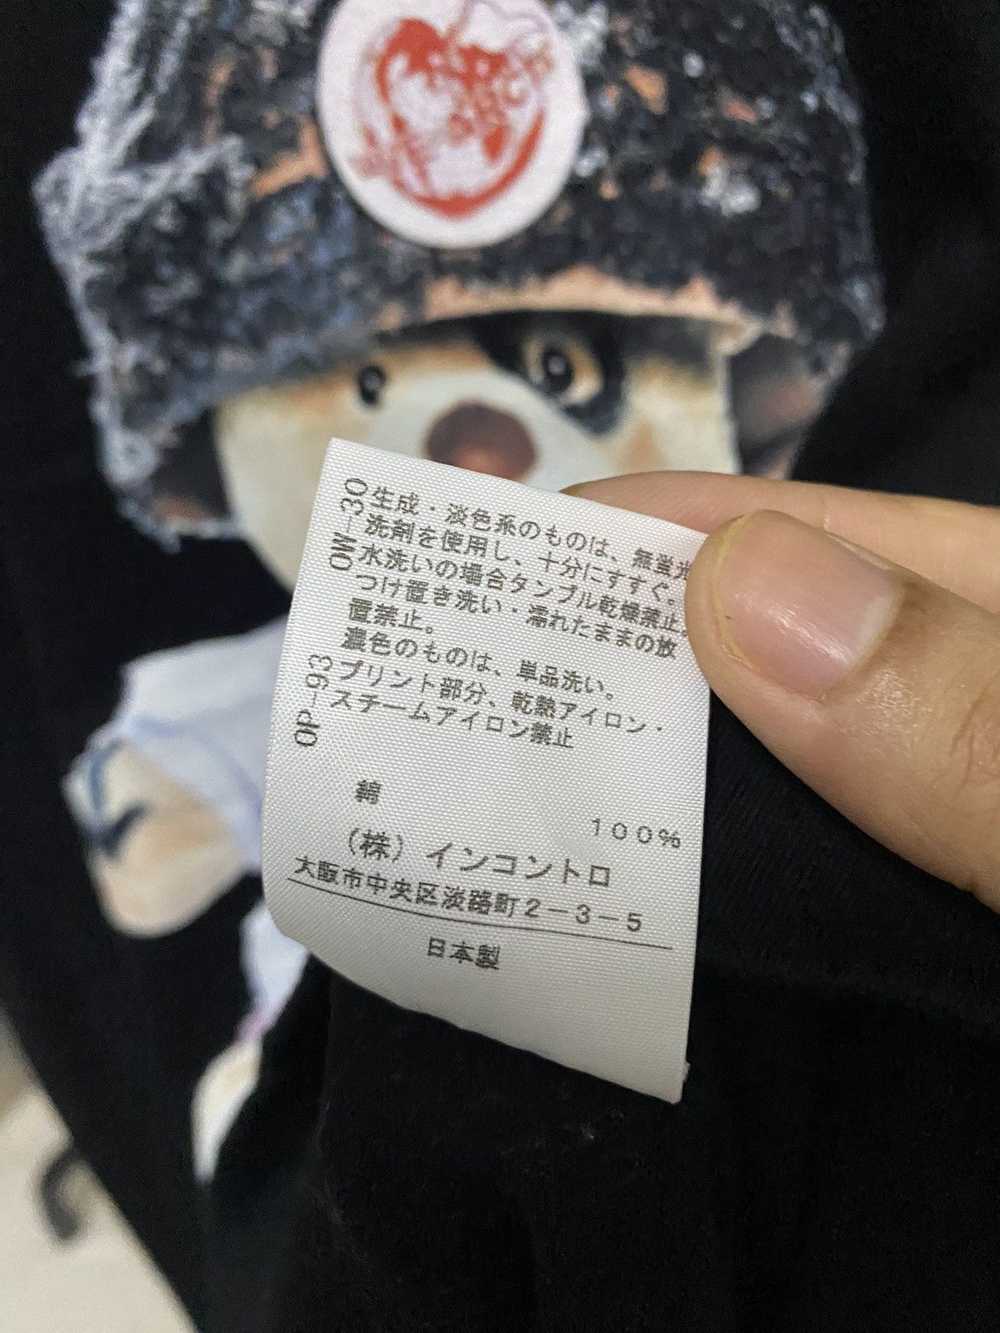 OW-30
生成・淡色系のものは、無蛍光
洗剤を使用し、十分にすすぐ。
水洗いの場合タンブル乾燥禁止。
つけ置き洗い・濡れたままの放
置禁止。
濃色のものは、単品洗い。
OP-93
プリント部分、乾熱アイロン・
スチームアイロン禁止
綿
100%
（株）インコントロ
大阪市中央区淡路町2-3-5
日本製